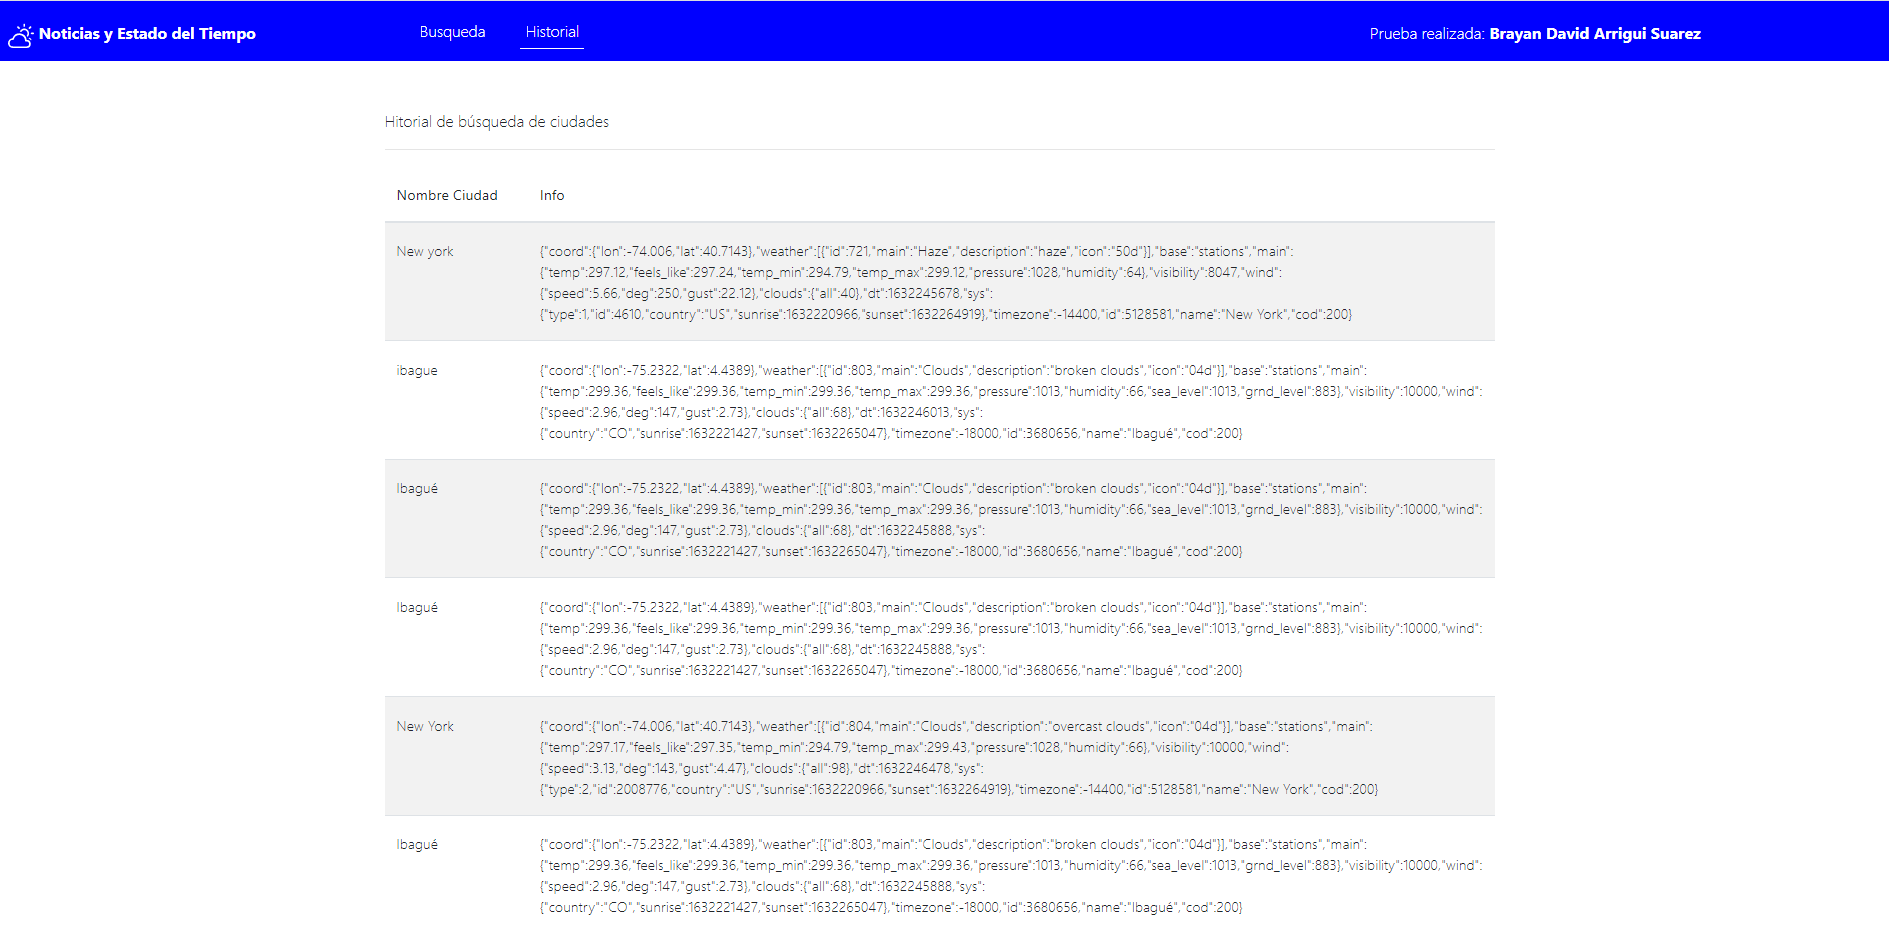 Noticias y Estado del Tiempo
Busqueda
Historial
Prueba realizada: Brayan David Arrigui Suarez
Hitorial de búsqueda de ciudades
Nombre Ciudad Info
New york
{"coord":{"lon":-74.006,"lat":40.7143},"weather":[{"id":721,"main":"Haze","description":"haze","icon":"50d"}],"base":"stations","main":
{"temp":297.12,"feels_like":297.24,"temp_min":294.79,"temp_max":299.12,"pressure":1028,"humidity":64},"visibility":8047,"wind":
{"speed":5.66,"deg":250,"gust":22.12},"clouds":{"all":40},"dt":1632245678,"sys":
{"type":1,"id":4610,"country":"US","sunrise":1632220966,"sunset":1632264919},"timezone":-14400,"id":5128581,"name":"New York","cod":200}
ibague
{"coord":{"lon":-75.2322,"lat":4.4389},"weather":[{"id":803,"main":"Clouds","description":"broken clouds","icon":"04d"}],"base":"stations","main":
{"temp":299.36,"feels_like":299.36,"temp_min":299.36,"temp_max":299.36,"pressure":1013,"humidity":66,"sea_level":1013,"grnd_level":883},"visibility":10000,"wind":
{"speed":2.96,"deg":147,"gust":2.73},"clouds":{"all":68},"dt":1632246013,"sys":
{"country":"CO","sunrise":1632221427,"sunset":1632265047},"timezone":-18000,"id":3680656,"name":"Ibagué","cod":200}
Ibagué
{"coord":{"lon":-75.2322,"lat":4.4389},"weather":[{"id":803,"main":"Clouds","description":"broken clouds","icon":"04d"}],"base":"stations","main":
{"temp":299.36,"feels_like":299.36,"temp_min":299.36,"temp_max":299.36,"pressure":1013,"humidity":66,"sea_level":1013,"grnd_level":883},"visibility":10000,"wind":
{"speed":2.96,"deg":147,"gust":2.73},"clouds":{"all":68},"dt":1632245888,"sys":
{"country":"CO","sunrise":1632221427,"sunset":1632265047},"timezone":-18000,"id":3680656,"name":"Ibagué","cod":200}
Ibagué
{"coord":{"lon":-75.2322,"lat":4.4389},"weather":[{"id":803,"main":"Clouds","description":"broken clouds","icon":"04d"}],"base":"stations","main":
{"temp":299.36,"feels_like":299.36,"temp_min":299.36,"temp_max":299.36,"pressure":1013,"humidity":66,"sea_level":1013,"grnd_level":883},"visibility":10000,"wind":
{"speed":2.96,"deg":147,"gust":2.73},"clouds":{"all":68},"dt":1632245888,"sys":
{"country":"CO","sunrise":1632221427,"sunset":1632265047},"timezone":-18000,"id":3680656,"name":"Ibagué","cod":200}
New York
{"coord":{"lon":-74.006,"lat":40.7143},"weather":[{"id":804,"main":"Clouds","description":"overcast clouds","icon":"04d"}],"base":"stations","main":
{"temp":297.17,"feels_like":297.35,"temp_min":294.79,"temp_max":299.43,"pressure":1028,"humidity":66},"visibility":10000,"wind":
{"speed":3.13,"deg":143,"gust":4.47},"clouds":{"all":98},"dt":1632246478,"sys":
{"type":2,"id":2008776,"country":"US","sunrise":1632220966,"sunset":1632264919},"timezone":-14400,"id":5128581,"name":"New York","cod":200}
Ibagué
{"coord":{"lon":-75.2322,"lat":4.4389},"weather":[{"id":803,"main":"Clouds","description":"broken clouds","icon":"04d"}],"base":"stations","main":
{"temp":299.36,"feels_like":299.36,"temp_min":299.36,"temp_max":299.36,"pressure":1013,"humidity":66,"sea_level":1013,"grnd_level":883},"visibility":10000,"wind":
{"speed":2.96,"deg":147,"gust":2.73},"clouds":{"all":68},"dt":1632245888,"sys":
{"country":"CO","sunrise":1632221427,"sunset":1632265047},"timezone":-18000,"id":3680656,"name":"Ibagué","cod":200}